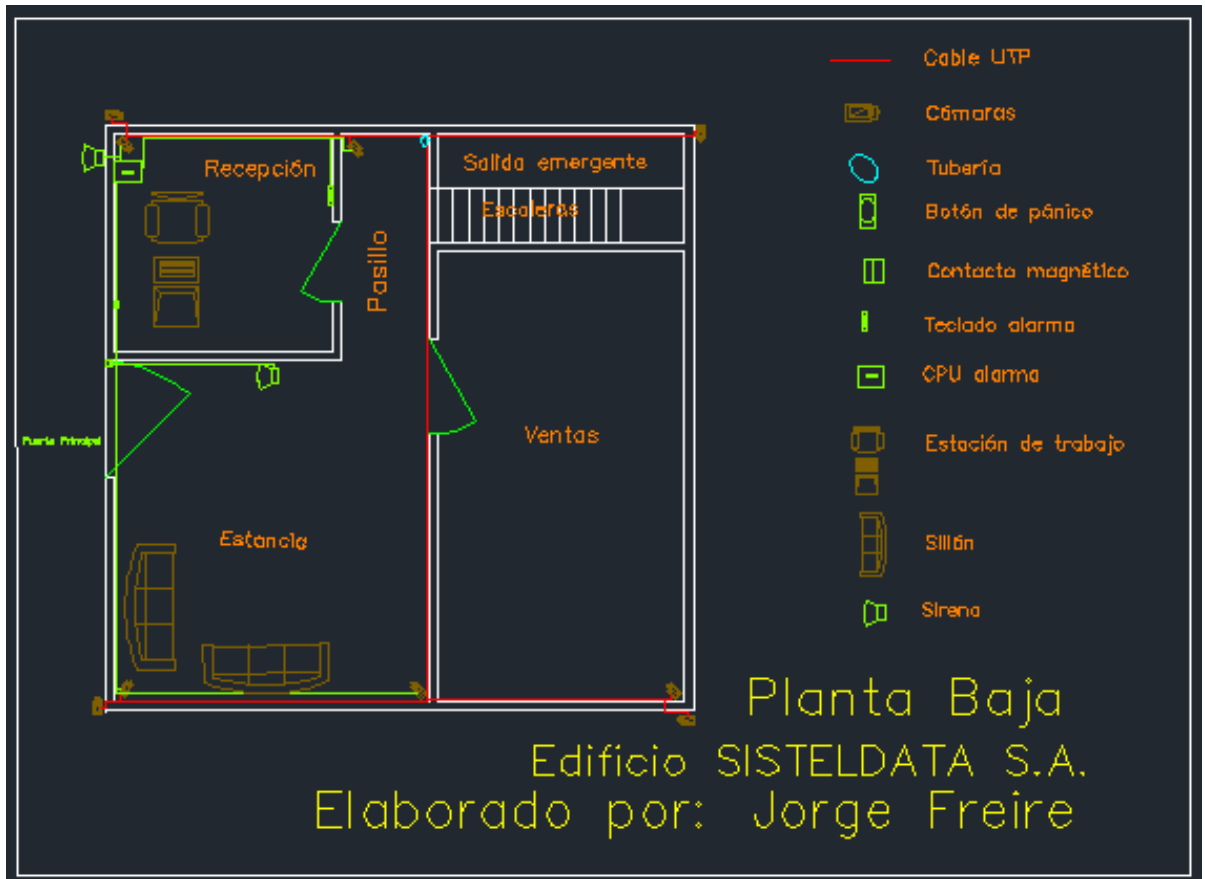 Cable UTP
Cámaras
Tubería
Botón de pánico
Contacto magnético
Teclado alarma
CPU alarma
Estación de trabajo
Sillón
Sirena
Recepción
Salida emergente
Escaleras
Pasillo
Puerta Principal
Ventas
Estancia
Planta Baja
Edificio SISTELDATA S.A.
Elaborado por: Jorge Freire